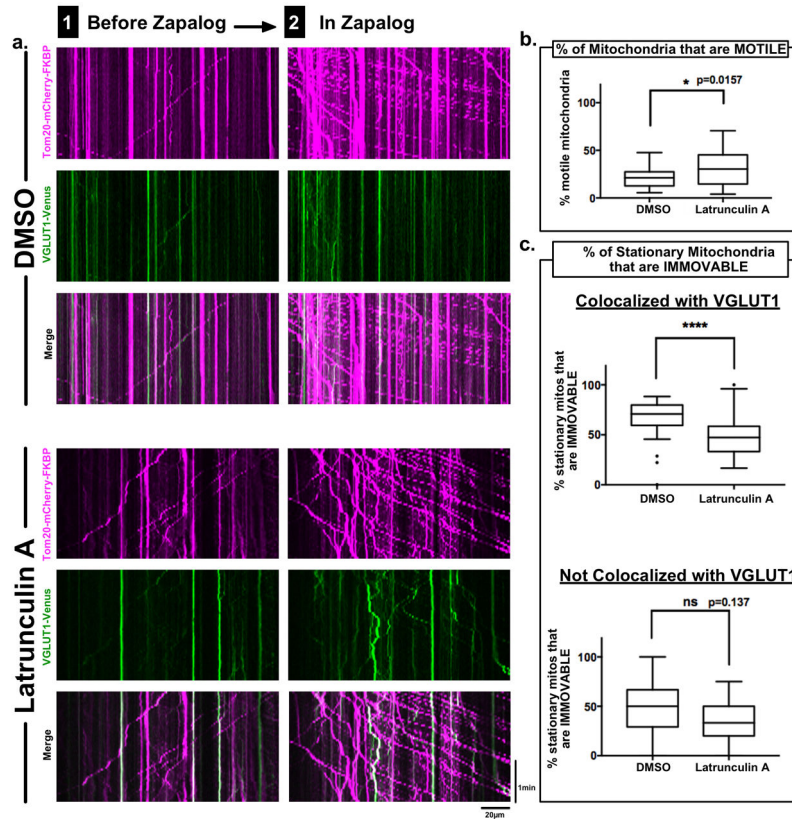 a.
1 Before Zapalog
2 In Zapalog
DMSO
Tom20-mCherry-FKBP
VGLUT1-Venus
Merge
Latrunculin A
Tom20-mCherry-FKBP
VGLUT1-Venus
Merge
1min
20µm
b.
% of Mitochondria that are MOTILE
* p=0.0157
% motile mitochondria
100
50
0
DMSO Latrunculin A
c.
% of Stationary Mitochondria
that are IMMOVABLE
Colocalized with VGLUT1
****
% stationary mitos that
are IMMOVABLE
100
50
0
DMSO Latrunculin A
Not Colocalized with VGLUT1
ns p=0.137
% stationary mitos that
are IMMOVABLE
100
50
0
DMSO Latrunculin A